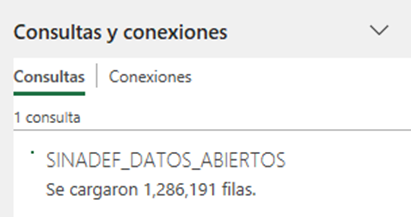 Consultas y conexiones
Consultas | Conexiones
1 consulta
SINADEF_DATOS_ABIERTOS
Se cargaron 1,286,191 filas.